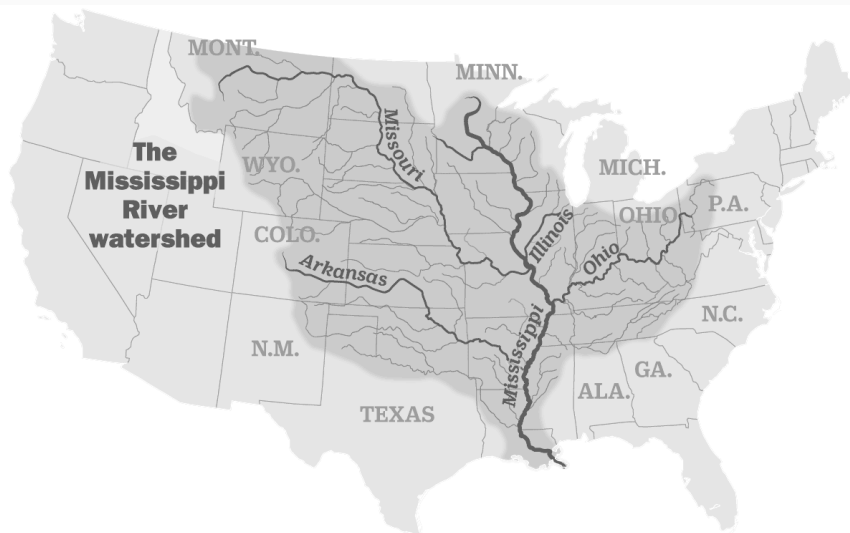 MONT.
MINN.
Missouri
The
Mississippi
River
watershed
WYO.
MICH.
P.A.
OHIO
Illinois
COLO.
Ohio
Arkansas
N.C.
Mississippi
N.M.
GA.
ALA.
TEXAS